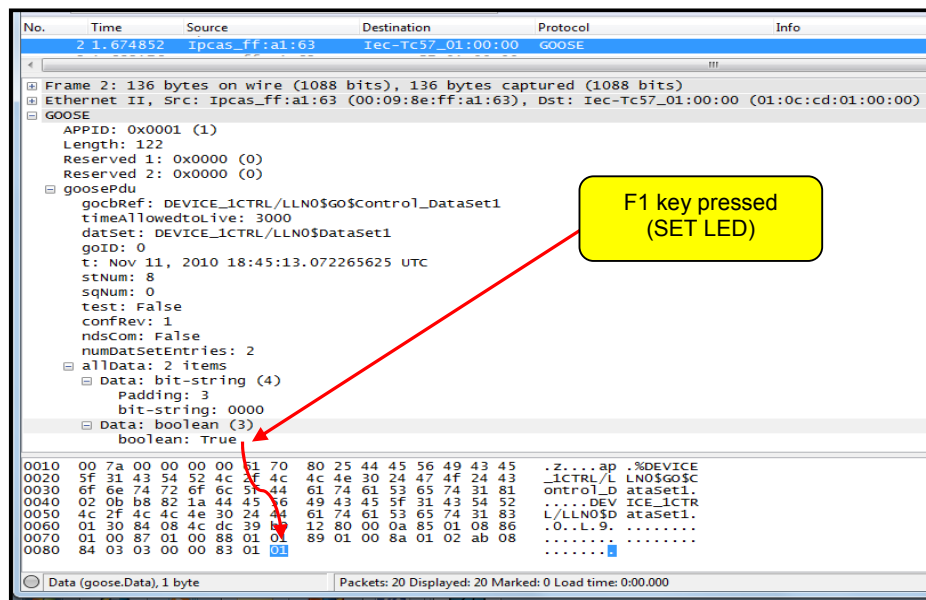 No. Time Source Destination Protocol Info
2 1.674852 Ipcas_ff:a1:63 Iec-Tc57_01:00:00 GOOSE
Frame 2: 136 bytes on wire (1088 bits), 136 bytes captured (1088 bits)
Ethernet II, Src: Ipcas_ff:a1:63 (00:09:8e:ff:a1:63), Dst: Iec-Tc57_01:00:00 (01:0c:cd:01:00:00)
GOOSE
APPID: 0x0001 (1)
Length: 122
Reserved 1: 0x0000 (0)
Reserved 2: 0x0000 (0)
goosePdu
gocbRef: DEVICE_1CTRL/LLN0$GO$Control_DataSet1
timeAllowedtoLive: 3000
datSet: DEVICE_1CTRL/LLN0$DataSet1
goID: 0
t: Nov 11, 2010 18:45:13.072265625 UTC
stNum: 8
sqNum: 0
test: False
confRev: 1
ndsCom: False
numDatSetEntries: 2
allData: 2 items
Data: bit-string (4)
Padding: 3
bit-string: 0000
Data: boolean (3)
boolean: True
F1 key pressed
(SET LED)
0010 00 7a 00 00 00 00 61 70 80 25 44 45 56 49 43 45 .z....ap .%DEVICE
0020 5f 31 43 54 52 4c 2f 4c 4c 4e 30 24 47 4f 24 43 _1CTRL/L LN0$GO$C
0030 6f 6e 74 72 6f 6c 5f 44 61 74 61 53 65 74 31 81 ontrol_D ataSet1.
0040 02 0b b8 82 1a 44 45 56 49 43 45 5f 31 43 54 52 .....DEV ICE_1CTR
0050 4c 2f 4c 4c 4e 30 24 44 61 74 61 53 65 74 31 83 L/LLN0$D ataSet1.
0060 01 30 84 08 4c dc 39 12 80 00 0a 85 01 08 86 .0..L.9. ........
0070 01 00 87 01 00 88 01 01 89 01 00 8a 01 02 ab 08 ........ ........
0080 84 03 03 00 00 83 01 01 ........
Data (goose.Data), 1 byte Packets: 20 Displayed: 20 Marked: 0 Load time: 0:00.000